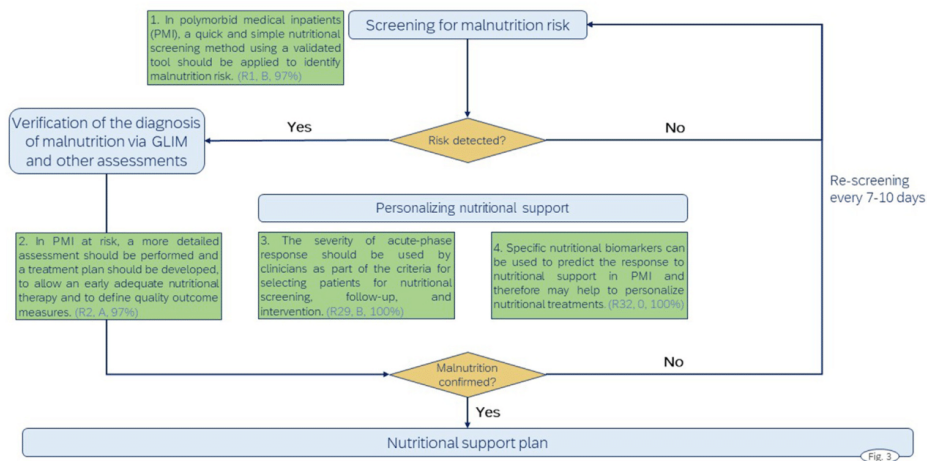 Screening for malnutrition risk
1. In polymorbid medical inpatients
(PMI), a quick and simple nutritional
screening method using a validated
tool should be applied to identify
malnutrition risk. (R1, B, 97%)
Verification of the diagnosis
of malnutrition via GLIM
and other assessments
Yes
Risk detected?
No
Re-screening
every 7-10 days
Personalizing nutritional support
2. In PMI at risk, a more detailed
assessment should be performed and
a treatment plan should be developed,
to allow an early adequate nutritional
therapy and to define quality outcome
measures. (R2, A, 97%)
3. The severity of acute-phase
response should be used by
clinicians as part of the criteria for
selecting patients for nutritional
screening, follow-up, and
intervention. (R29, B, 100%)
4. Specific nutritional biomarkers can
be used to predict the response to
nutritional support in PMI and
therefore may help to personalize
nutritional treatments. (R32, 0, 100%)
Malnutrition
confirmed?
No
Yes
Nutritional support plan
Fig. 3